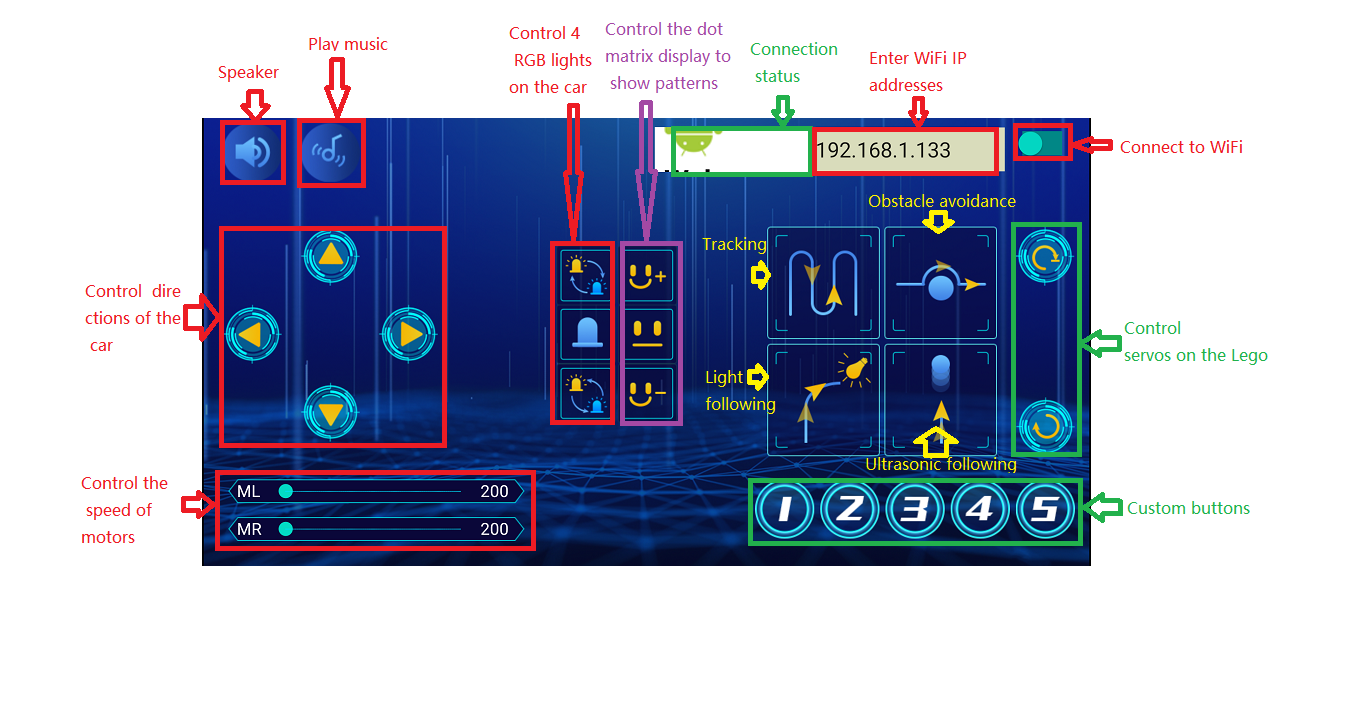 Speaker
Play music
Control 4
RGB lights
on the car
Control the dot
matrix display to
show patterns
Connection
status
Enter WiFi IP
addresses
192.168.1.133
Connect to WiFi
Obstacle avoidance
Tracking
Control dire
ctions of the
car
Control
servos on the Lego
Light
following
Ultrasonic following
Control the
speed of
motors
ML 200
MR 200
1 2 3 4 5
Custom buttons